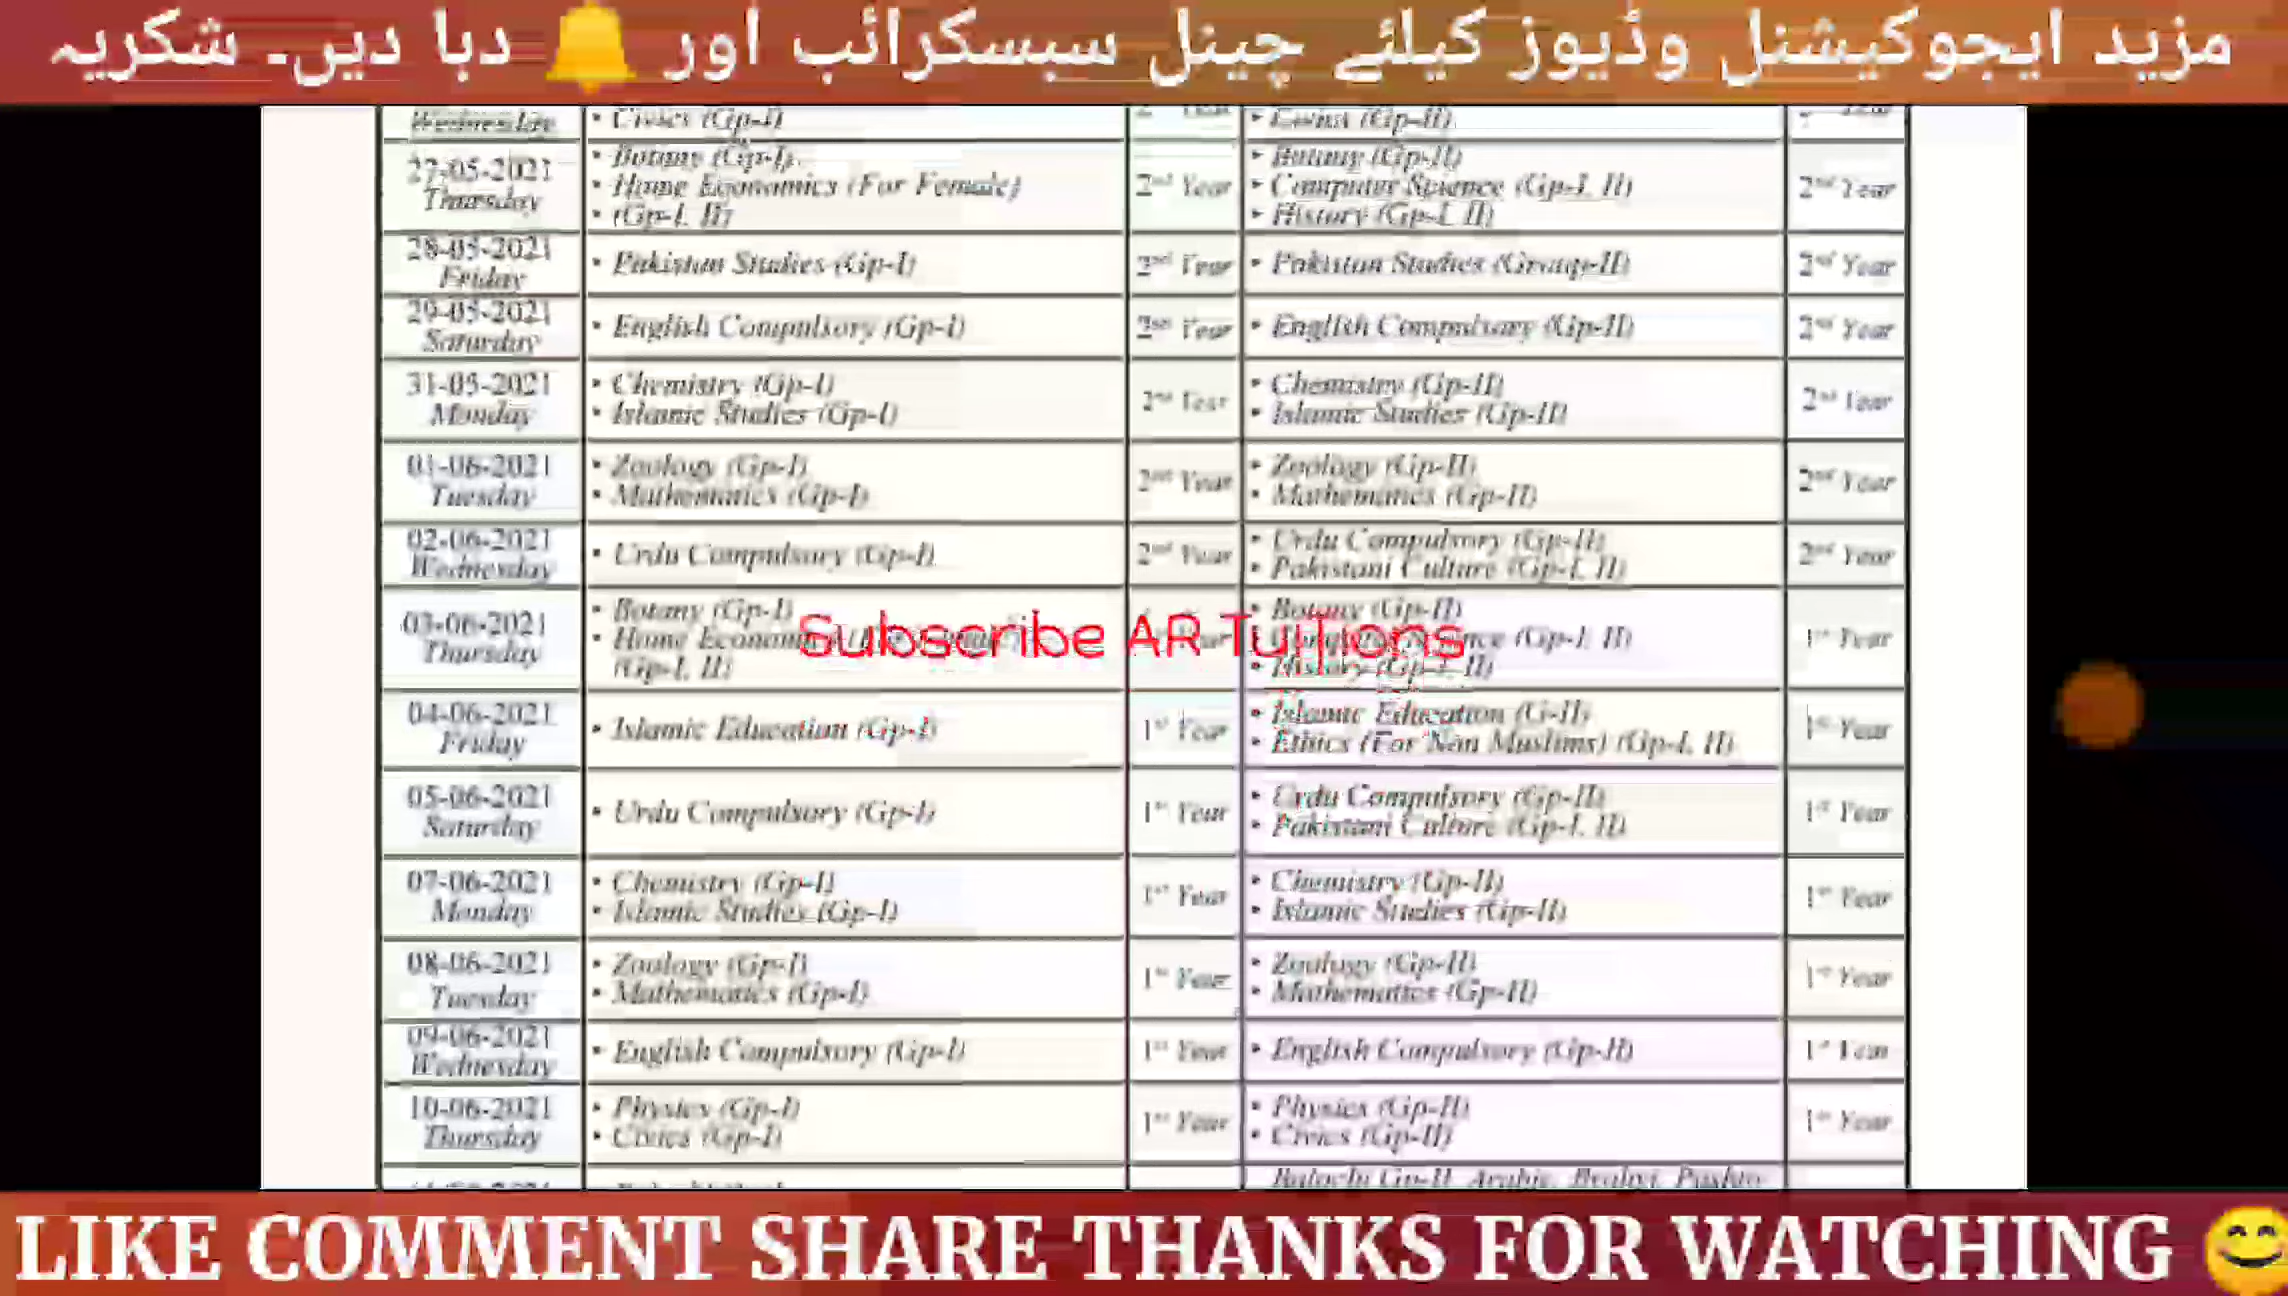 مزید ایجوکیشنل وڈیوز کیلئے چینل سبسکرائب اور 🔔 دبا دیں۔ شکریہ
Wednesday • Civics (Gp-I) (Gp-II)
27-05-2021 Thursday • Botany (Gp-I), • Home Economics (For Female) • (Gp-I, II) 2nd Year • Botany (Gp-II) • Computer Science (Gp-I, II) • History (Gp-I, II) 2nd Year
28-05-2021 Friday • Pakistan Studies (Gp-I) 2nd Year • Pakistan Studies (Group-II) 2nd Year
29-05-2021 Saturday • English Compulsory (Gp-I) 2nd Year • English Compulsory (Gp-II) 2nd Year
31-05-2021 Monday • Chemistry (Gp-I) • Islamic Studies (Gp-I) 2nd Year • Chemistry (Gp-II) • Islamic Studies (Gp-II) 2nd Year
01-06-2021 Tuesday • Zoology (Gp-I) • Mathematics (Gp-I) 2nd Year • Zoology (Gp-II) • Mathematics (Gp-II) 2nd Year
02-06-2021 Wednesday • Urdu Compulsory (Gp-I) 2nd Year • Urdu Compulsory (Gp-II) • Pakistani Culture (Gp-I, II) 2nd Year
03-06-2021 Thursday • Botany (Gp-I) • Home (Gp-I, II) • Botany (Gp-II) (Gp-I, II) • History (Gp-I, II) 1st Year
Subscribe AR Tuitions
04-06-2021 Friday • Islamic Education (Gp-I) 1st Year • Islamic Education (G-II) • Ethics (For Non Muslims) (Gp-I, II) 1st Year
05-06-2021 Saturday • Urdu Compulsory (Gp-I) 1st Year • Urdu Compulsory (Gp-II) • Pakistani Culture (Gp-I, II) 1st Year
07-06-2021 Monday • Chemistry (Gp-I) • Islamic Studies (Gp-I) 1st Year • Chemistry (Gp-II) • Islamic Studies (Gp-II) 1st Year
08-06-2021 Tuesday • Zoology (Gp-I) • Mathematics (Gp-I) 1st Year • Zoology (Gp-II) • Mathematics (Gp-II) 1st Year
09-06-2021 Wednesday • English Compulsory (Gp-I) 1st Year • English Compulsory (Gp-II) 1st Year
10-06-2021 Thursday • Physics (Gp-I) • Civics (Gp-I) 1st Year • Physics (Gp-II) • Civics (Gp-II) 1st Year
Balochi Gp-II, Arabic, Pushto
LIKE COMMENT SHARE THANKS FOR WATCHING 😊